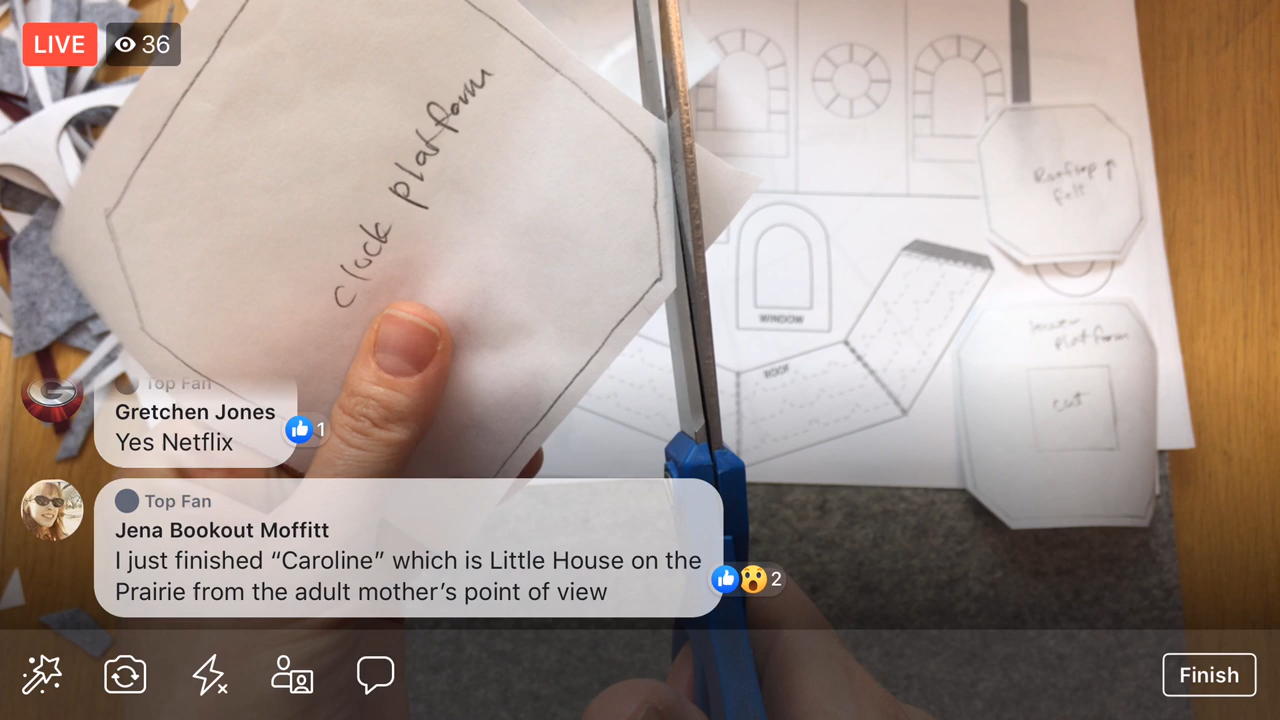 LIVE
36
clock platform
Rooftop
felt
WINDOW
ROOF
platform
cut
Top Fan
Gretchen Jones
Yes Netflix
1
Top Fan
Jena Bookout Moffitt
I just finished “Caroline” which is Little House on the
Prairie from the adult mother’s point of view
2
Finish